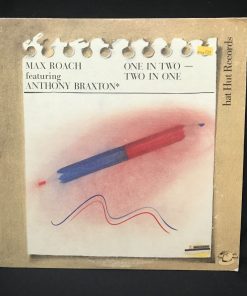 MAX ROACH
featuring
ANTHONY BRAXTON*
ONE IN TWO —
TWO IN ONE
hat Hut Records